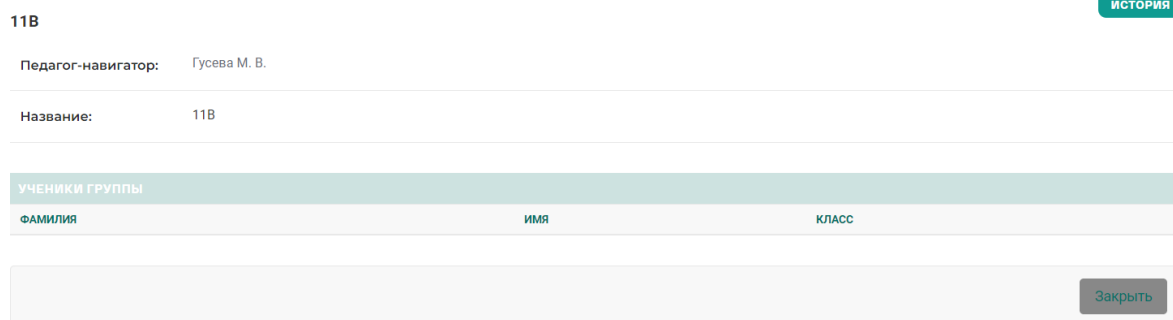 ИСТОРИЯ
11В
Педагог-навигатор: Гусева М. В.
Название: 11В
УЧЕНИКИ ГРУППЫ
ФАМИЛИЯ ИМЯ КЛАСС
Закрыть